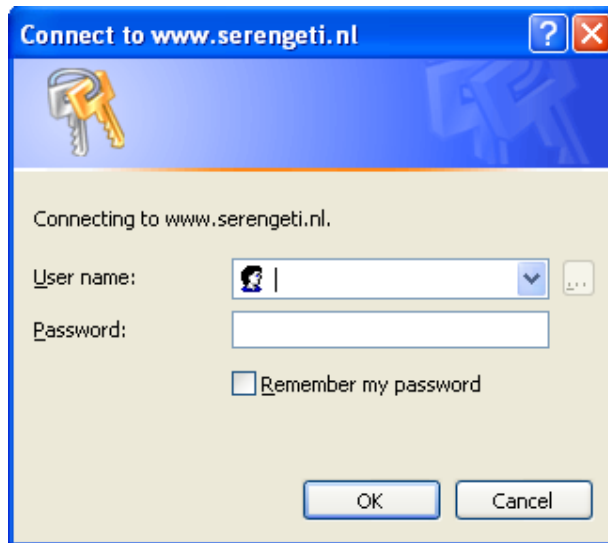 Connect to www.serengeti.nl
Connecting to www.serengeti.nl.
User name:
...
Password:
Remember my password
OK Cancel